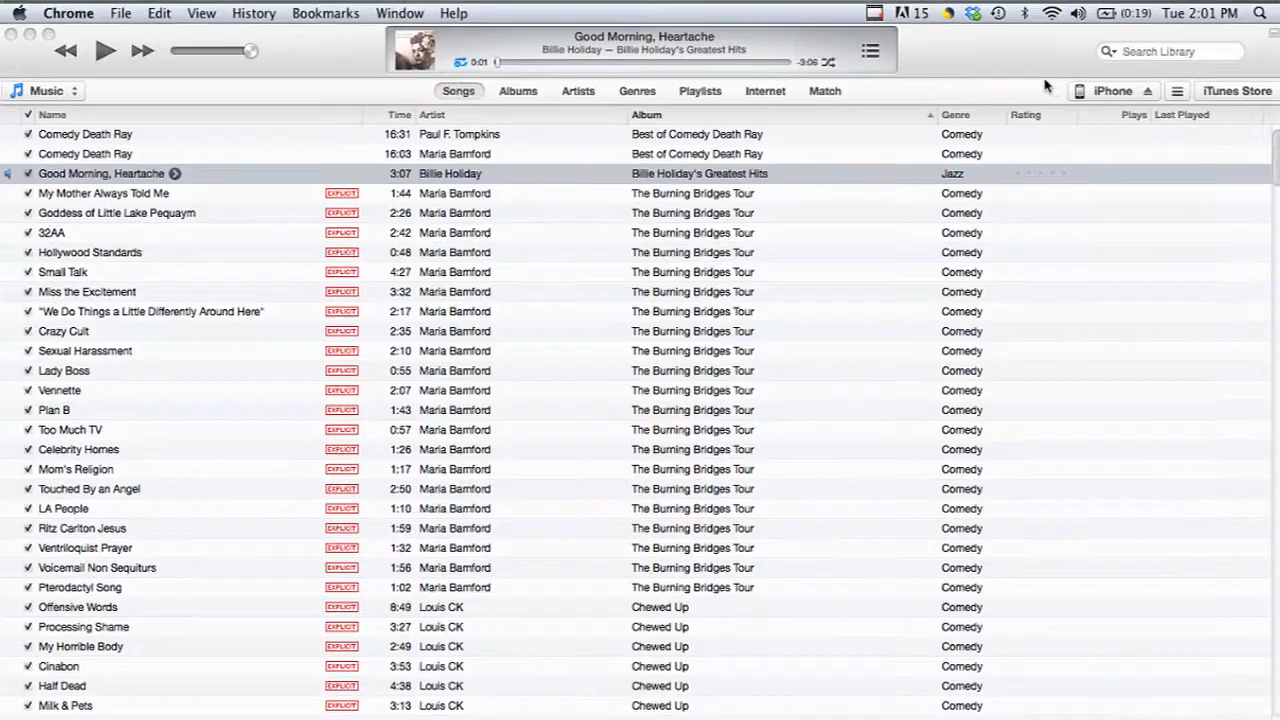 Chrome File Edit View History Bookmarks Window Help 15 (0:19) Tue 2:01 PM
Good Morning, Heartache
Billie Holiday — Billie Holiday's Greatest Hits
0:01 -3:06
Search Library
Music Songs Albums Artists Genres Playlists Internet Match iPhone iTunes Store
✓ Name Time Artist Album Genre Rating Plays Last Played
✓ Comedy Death Ray 16:31 Paul F. Tompkins Best of Comedy Death Ray Comedy
✓ Comedy Death Ray 16:03 Maria Bamford Best of Comedy Death Ray Comedy
✓ Good Morning, Heartache 3:07 Billie Holiday Billie Holiday's Greatest Hits Jazz
✓ My Mother Always Told Me EXPLICIT 1:44 Maria Bamford The Burning Bridges Tour Comedy
✓ Goddess of Little Lake Pequaym EXPLICIT 2:26 Maria Bamford The Burning Bridges Tour Comedy
✓ 32AA EXPLICIT 2:42 Maria Bamford The Burning Bridges Tour Comedy
✓ Hollywood Standards EXPLICIT 0:48 Maria Bamford The Burning Bridges Tour Comedy
✓ Small Talk EXPLICIT 4:27 Maria Bamford The Burning Bridges Tour Comedy
✓ Miss the Excitement EXPLICIT 3:32 Maria Bamford The Burning Bridges Tour Comedy
✓ "We Do Things a Little Differently Around Here" EXPLICIT 2:17 Maria Bamford The Burning Bridges Tour Comedy
✓ Crazy Cult EXPLICIT 2:35 Maria Bamford The Burning Bridges Tour Comedy
✓ Sexual Harassment EXPLICIT 2:10 Maria Bamford The Burning Bridges Tour Comedy
✓ Lady Boss EXPLICIT 0:55 Maria Bamford The Burning Bridges Tour Comedy
✓ Vennette EXPLICIT 2:07 Maria Bamford The Burning Bridges Tour Comedy
✓ Plan B EXPLICIT 1:43 Maria Bamford The Burning Bridges Tour Comedy
✓ Too Much TV EXPLICIT 0:57 Maria Bamford The Burning Bridges Tour Comedy
✓ Celebrity Homes EXPLICIT 1:26 Maria Bamford The Burning Bridges Tour Comedy
✓ Mom's Religion EXPLICIT 1:17 Maria Bamford The Burning Bridges Tour Comedy
✓ Touched By an Angel EXPLICIT 2:50 Maria Bamford The Burning Bridges Tour Comedy
✓ LA People EXPLICIT 1:10 Maria Bamford The Burning Bridges Tour Comedy
✓ Ritz Carlton Jesus EXPLICIT 1:59 Maria Bamford The Burning Bridges Tour Comedy
✓ Ventriloquist Prayer EXPLICIT 1:32 Maria Bamford The Burning Bridges Tour Comedy
✓ Voicemail Non Sequiturs EXPLICIT 1:56 Maria Bamford The Burning Bridges Tour Comedy
✓ Pterodactyl Song EXPLICIT 1:02 Maria Bamford The Burning Bridges Tour Comedy
✓ Offensive Words EXPLICIT 8:49 Louis CK Chewed Up Comedy
✓ Processing Shame EXPLICIT 3:27 Louis CK Chewed Up Comedy
✓ My Horrible Body EXPLICIT 2:49 Louis CK Chewed Up Comedy
✓ Cinabon EXPLICIT 3:53 Louis CK Chewed Up Comedy
✓ Half Dead EXPLICIT 4:38 Louis CK Chewed Up Comedy
✓ Milk & Pets EXPLICIT 3:13 Louis CK Chewed Up Comedy